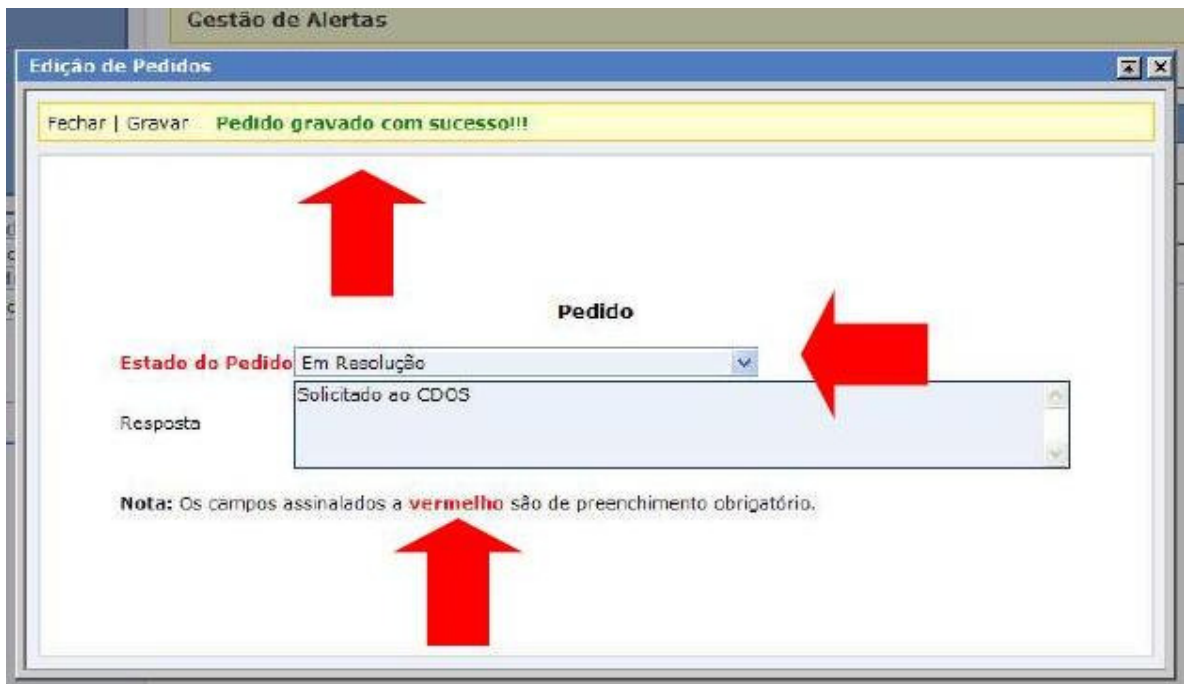 Gestão de Alertas
Edição de Pedidos
Fechar | Gravar Pedido gravado com sucesso!!!
Pedido
Estado do Pedido Em Resolução
Solicitado ao CDOS
Resposta
Nota: Os campos assinalados a vermelho são de preenchimento obrigatório.